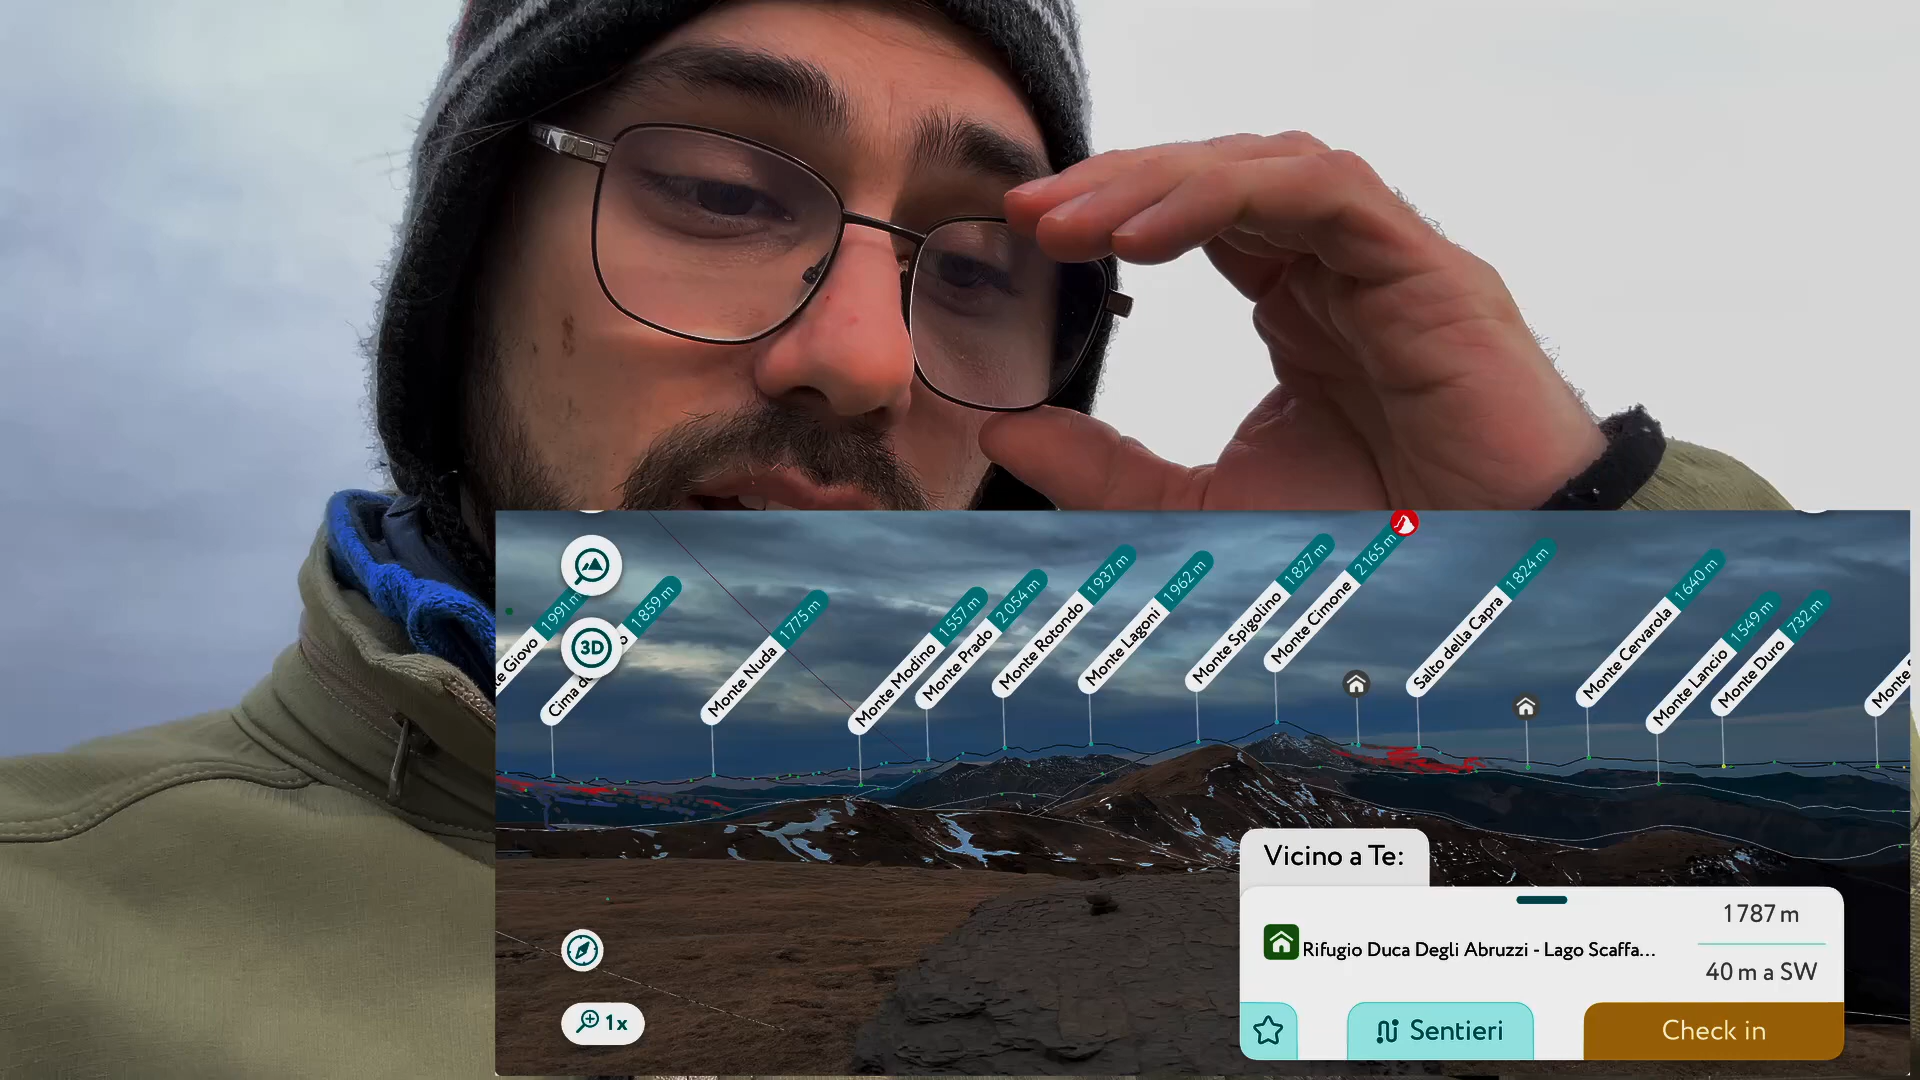 te Giovo 1991 m
Cima d 1859 m
Monte Nuda 1775 m
Monte Modino 1557 m
Monte Prado 2054 m
Monte Rotondo 1937 m
Monte Lagoni 1962 m
Monte Spigolino 1827 m
Monte Cimone 2165 m
Salto della Capra 1824 m
Monte Cervarola 1640 m
Monte Lancio 1549 m
Monte Duro 732 m
Monte
3D
1x
Vicino a Te:
Rifugio Duca Degli Abruzzi - Lago Scaffa...
1787 m
40 m a SW
Sentieri
Check in